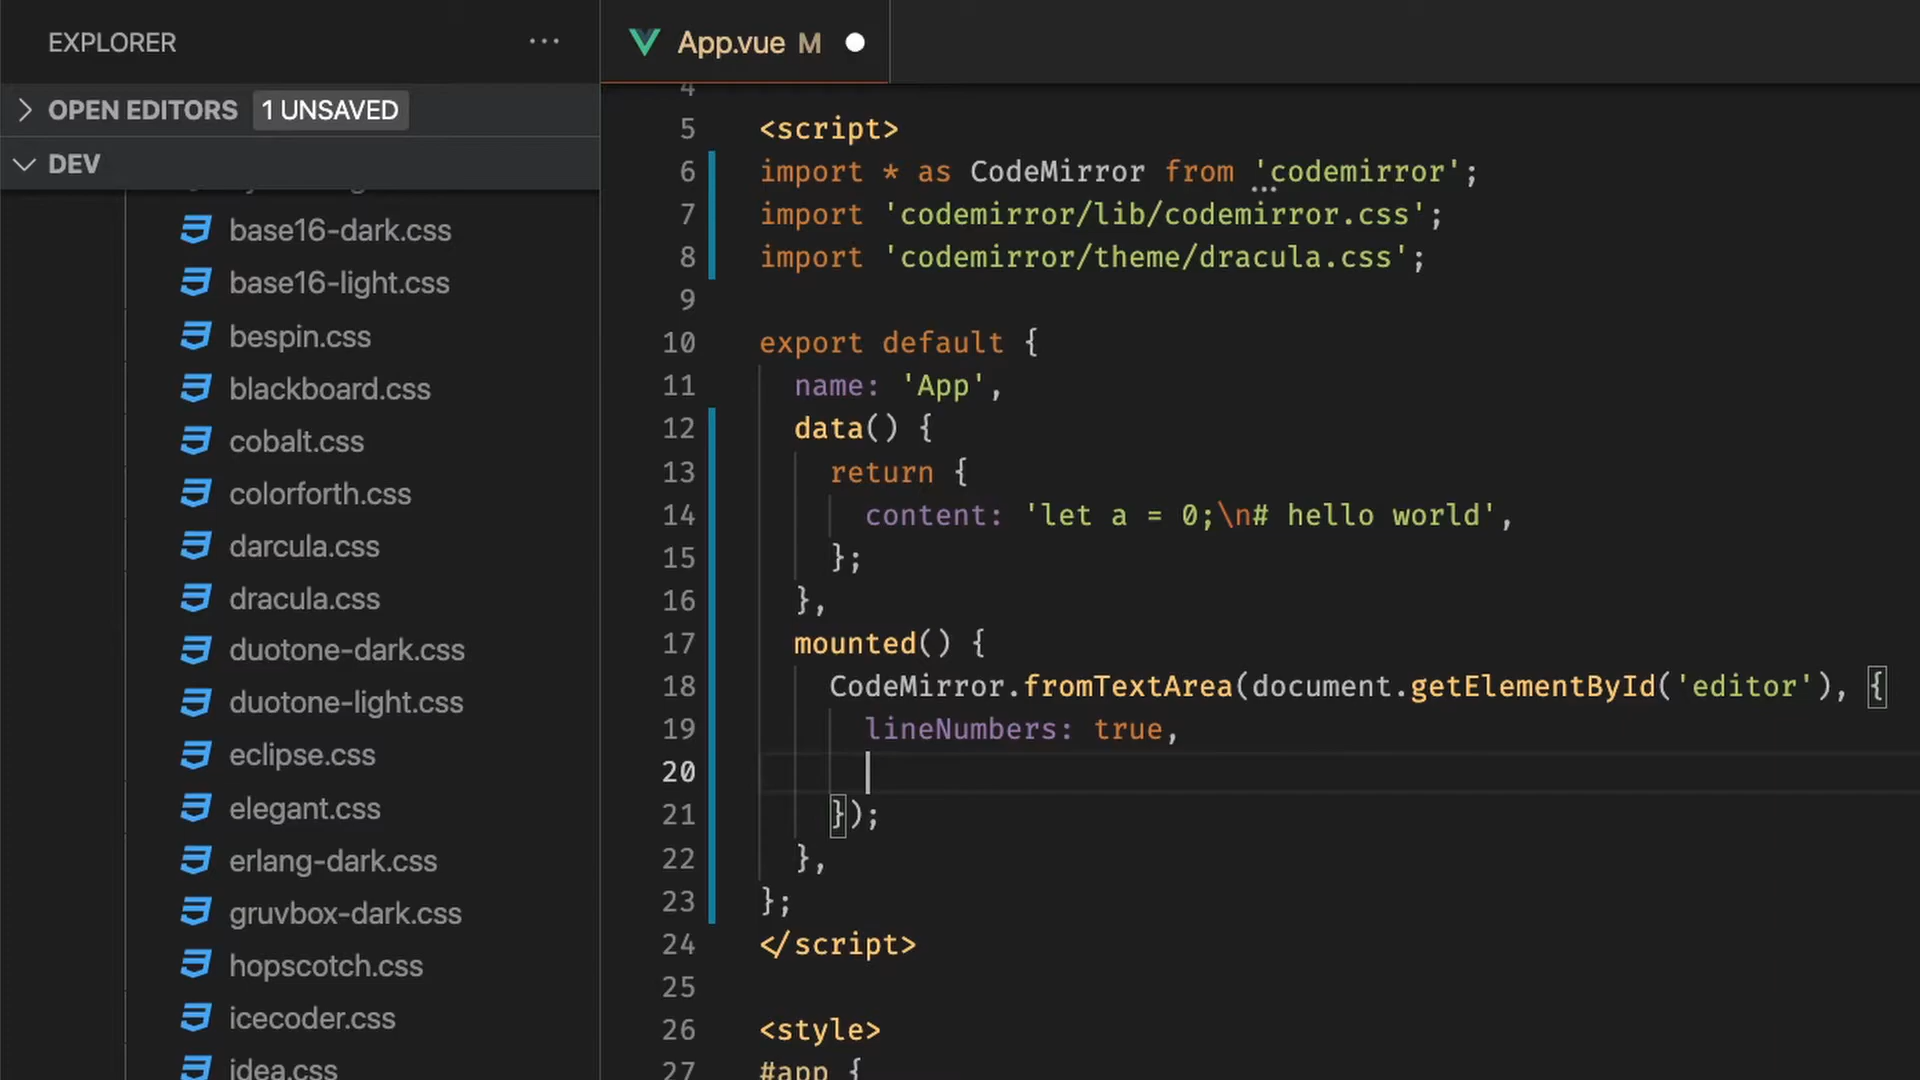 EXPLORER
OPEN EDITORS 1 UNSAVED
DEV
base16-dark.css
base16-light.css
bespin.css
blackboard.css
cobalt.css
colorforth.css
darcula.css
dracula.css
duotone-dark.css
duotone-light.css
eclipse.css
elegant.css
erlang-dark.css
gruvbox-dark.css
hopscotch.css
icecoder.css
idea.css
App.vue M
4
5 <script>
6 import * as CodeMirror from 'codemirror';
7 import 'codemirror/lib/codemirror.css';
8 import 'codemirror/theme/dracula.css';
9
10 export default {
11 name: 'App',
12 data() {
13 return {
14 content: 'let a = 0;\n# hello world',
15 };
16 },
17 mounted() {
18 CodeMirror.fromTextArea(document.getElementById('editor'), {
19 lineNumbers: true,
20
21 });
22 },
23 };
24 </script>
25
26 <style>
27 #app {